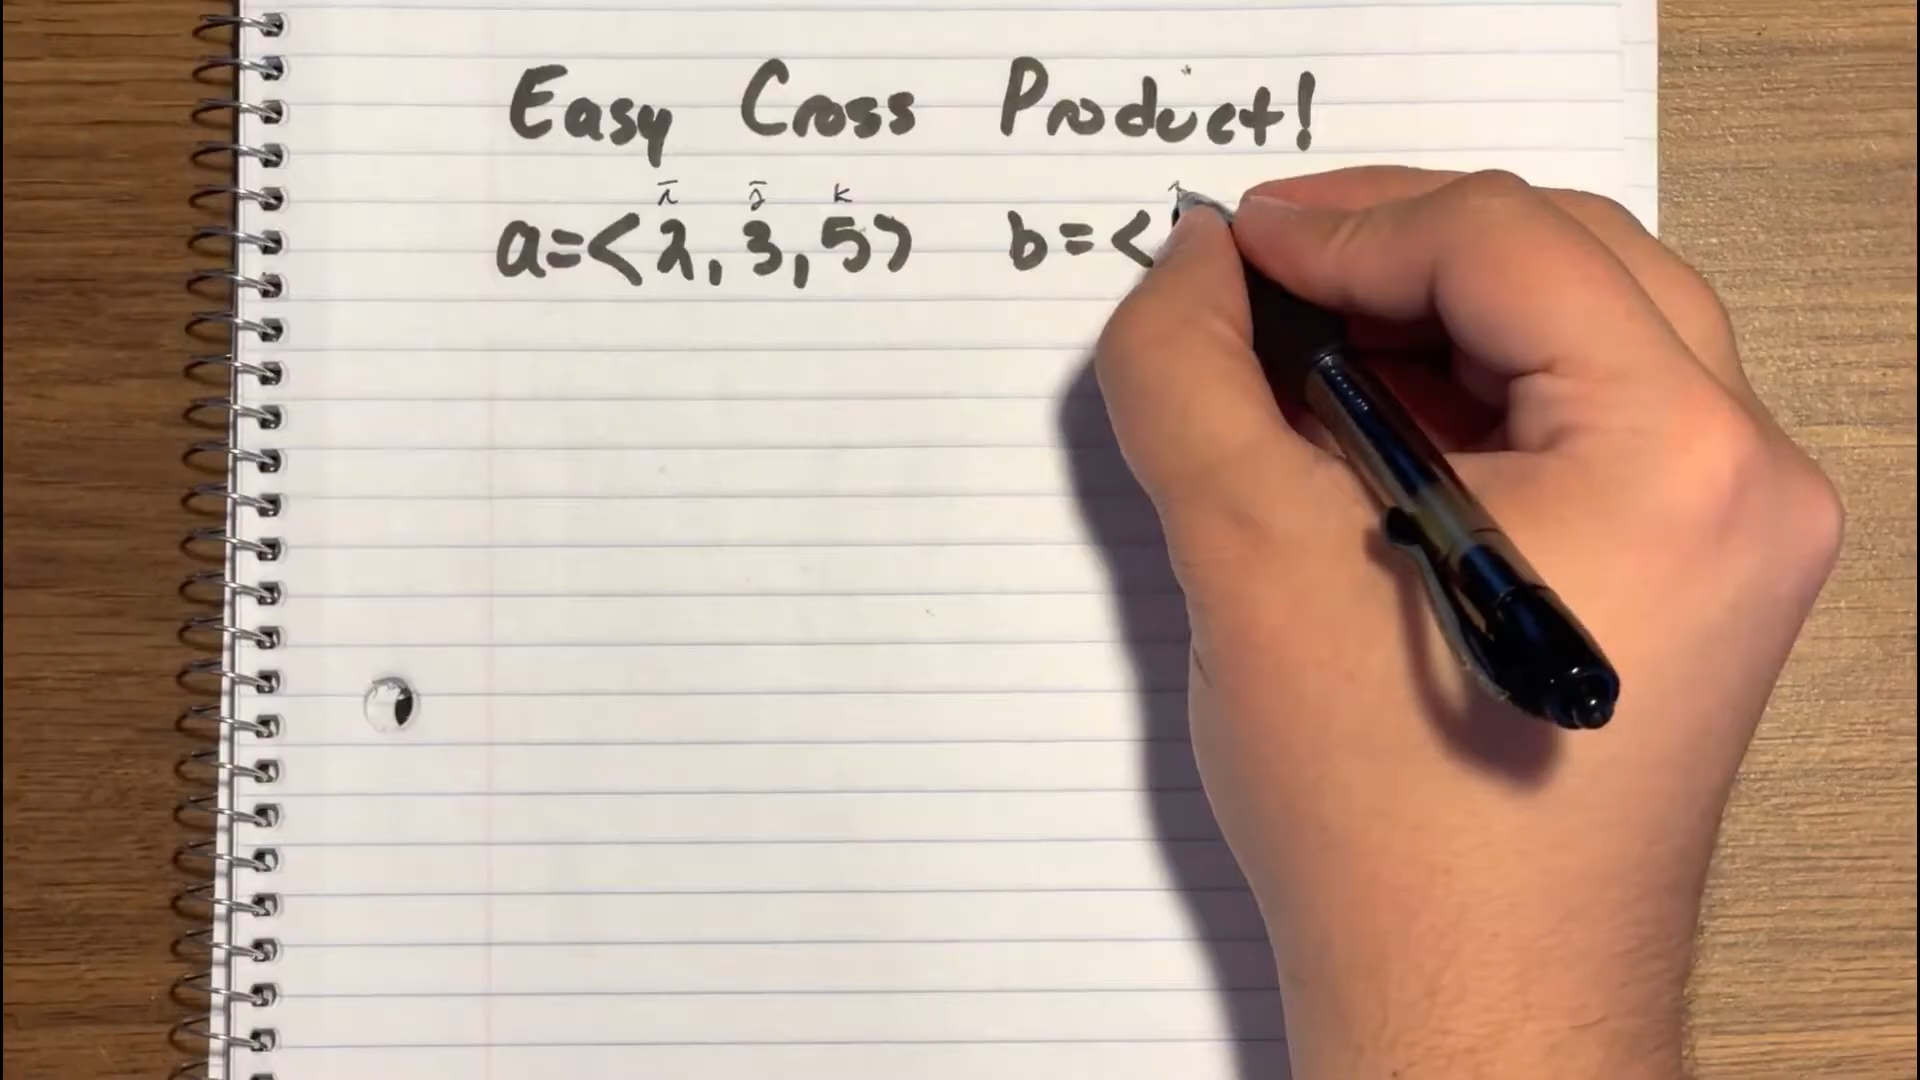 Easy Cross Product!
i j k
a=<2,3,5> b=<